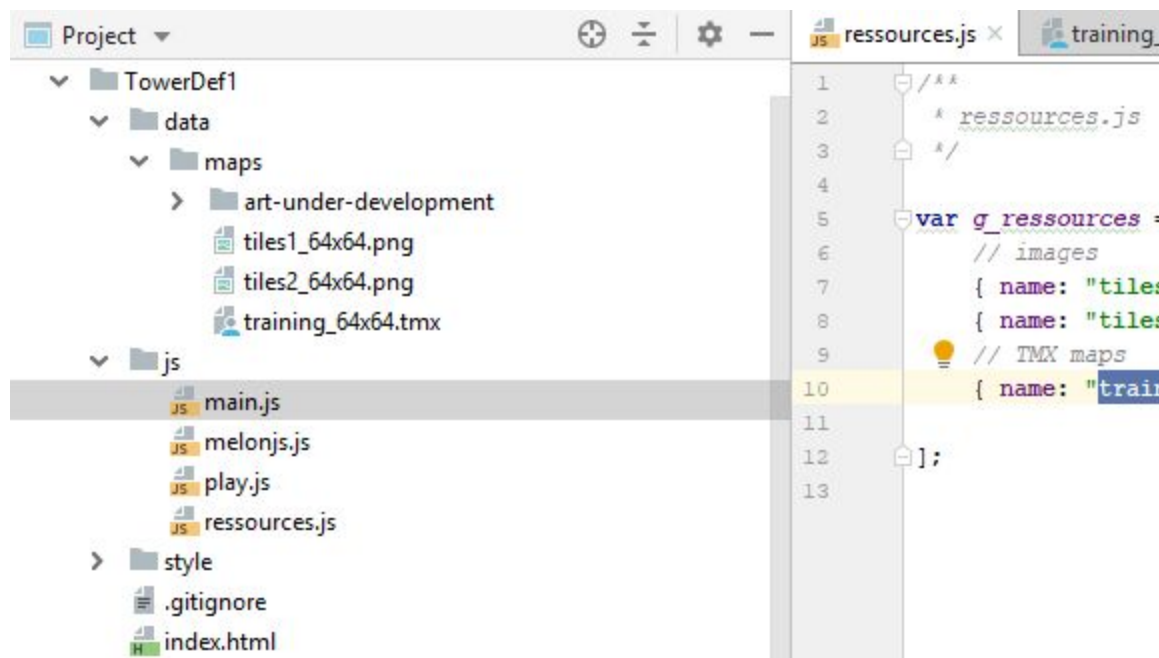 Project
TowerDef1
data
maps
art-under-development
tiles1_64x64.png
tiles2_64x64.png
training_64x64.tmx
js
main.js
melonjs.js
play.js
ressources.js
style
.gitignore
index.html
ressources.js training_
1 /**
2 * ressources.js
3 */
4
5 var g_ressources =
6 // images
7 { name: "tiles
8 { name: "tiles
9 // TMX maps
10 { name: "train
11
12 ];
13